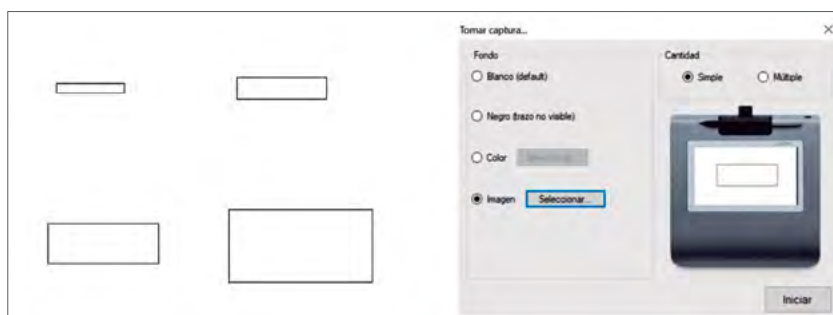 Tomar captura...
Fondo
Blanco (default)
Negro (trazo no visible)
Color
Imagen
Seleccionar...
Cantidad
Simple
Múltiple
Iniciar